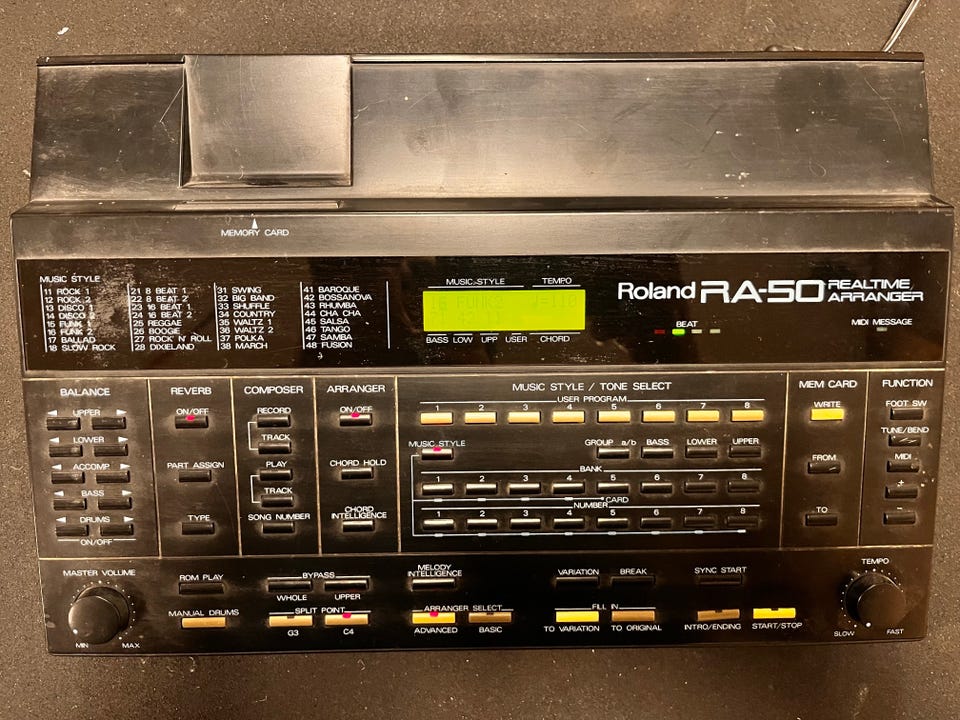 MEMORY CARD
MUSIC STYLE
11 ROCK 1
12 ROCK 2
13 DISCO 1
14 DISCO 2
15 FUNK 1
16 FUNK 2
17 BALLAD
18 SLOW ROCK
21 8 BEAT 1
22 8 BEAT 2
23 16 BEAT 1
24 16 BEAT 2
25 REGGAE
26 BOOGIE
27 ROCK N' ROLL
28 DIXIELAND
31 SWING
32 BIG BAND
33 SHUFFLE
34 COUNTRY
35 WALTZ 1
36 WALTZ 2
37 POLKA
38 MARCH
41 BAROQUE
42 BOSSANOVA
43 RHUMBA
44 CHA CHA
45 SALSA
46 TANGO
47 SAMBA
48 FUSION
MUSIC STYLE TEMPO
BASS LOW UPP USER CHORD
Roland RA-50 REALTIME ARRANGER
BEAT
MIDI MESSAGE
BALANCE
UPPER
LOWER
ACCOMP
BASS
DRUMS
ON/OFF
REVERB
ON/OFF
PART ASSIGN
TYPE
COMPOSER
RECORD
TRACK
PLAY
TRACK
SONG NUMBER
ARRANGER
ON/OFF
CHORD HOLD
CHORD
INTELLIGENCE
MUSIC STYLE / TONE SELECT
USER PROGRAM
1 2 3 4 5 6 7 8
MUSIC STYLE
GROUP a/b BASS LOWER UPPER
BANK
1 2 3 4 5 6 7 8
CARD
NUMBER
1 2 3 4 5 6 7 8
MEM CARD
WRITE
FROM
TO
FUNCTION
FOOT SW
TUNE/BEND
MIDI
+
-
MASTER VOLUME
MIN MAX
ROM PLAY
MANUAL DRUMS
BYPASS
WHOLE UPPER
SPLIT POINT
G3 C4
MELODY
INTELLIGENCE
ARRANGER SELECT
ADVANCED BASIC
VARIATION BREAK
FILL IN
TO VARIATION TO ORIGINAL
SYNC START
INTRO/ENDING START/STOP
TEMPO
SLOW FAST